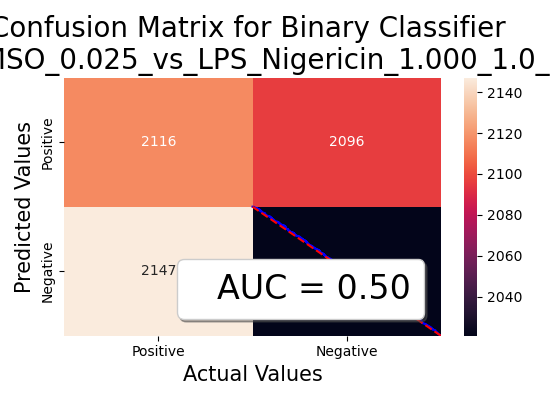 Confusion Matrix for Binary Classifier
MSO_0.025_vs_LPS_Nigericin_1.000_1.0_
Predicted Values
Positive
Negative
2116
2096
2147
AUC = 0.50
Positive
Negative
Actual Values
2140
2120
2100
2080
2060
2040